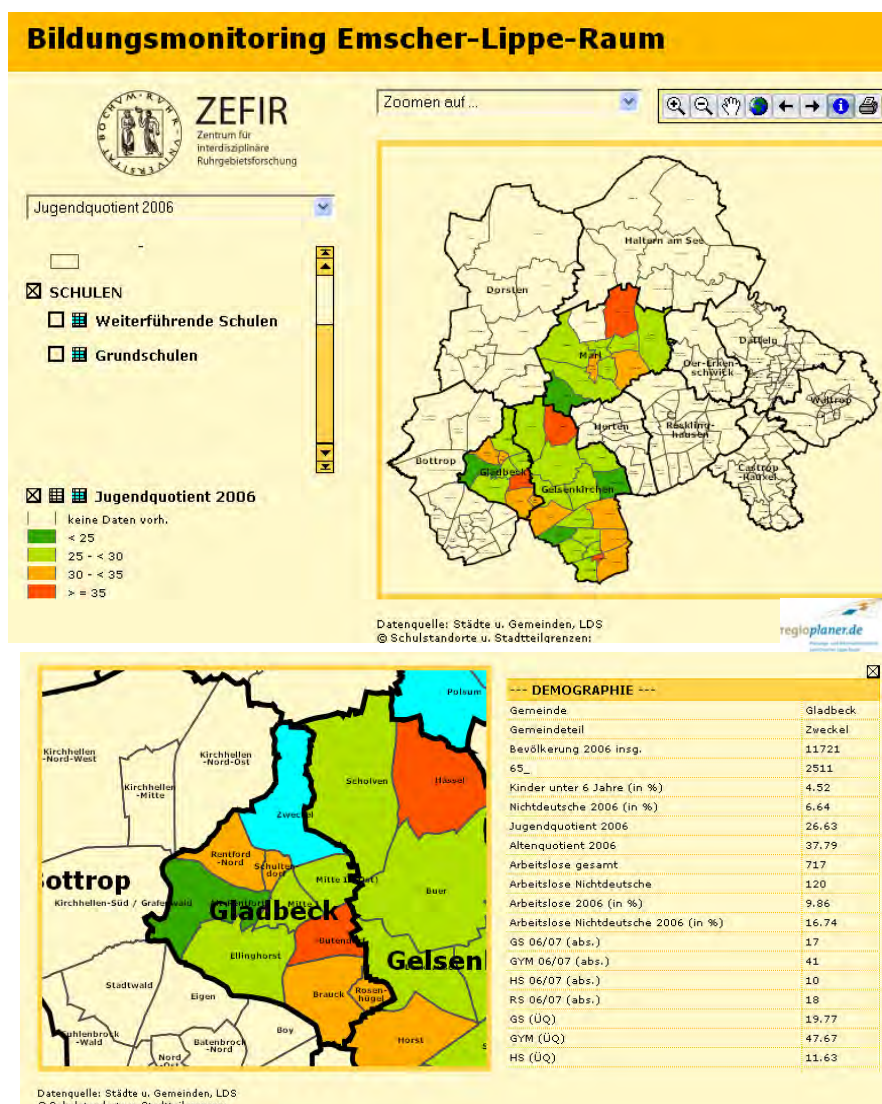 Bildungsmonitoring Emscher-Lippe-Raum
ZEFIR
Zentrum für
interdisziplinäre
Ruhrgebietsforschung
Zoomen auf ...
Jugendquotient 2006
SCHULEN
Weiterführende Schulen
Grundschulen
Jugendquotient 2006
keine Daten vorh.
< 25
25 - < 30
30 - < 35
> = 35
Haltern am See
Dorsten
Marl
Datteln
Oer-Erken-
schwick
Waltrop
Herten
Reckling-
hausen
Bottrop
Gladbeck
Gelsenkirchen
Castrop
-Rauxel
Datenquelle: Städte u. Gemeinden, LDS
© Schulstandorte u. Stadtteilgrenzen:
regioplaner.de
Polsum
Kirchhellen
-Nord-West
Kirchhellen
-Nord-Ost
Kirchhellen
-Mitte
Scholven
Hassel
Zweckel
Rentford
-Nord
Schulten
dorf
ottrop
Kirchhellen-Süd / Grafenwald
Gladbeck
Buer
Gelsen
Ellinghorst
Stadtwald
Eigen
Brauck
Rosen-
hügel
Boy
Horst
Batenbrock
-Nord
Nord
-Ost
--- DEMOGRAPHIE ---
Gemeinde Gladbeck
Gemeindeteil Zweckel
Bevölkerung 2006 insg. 11721
65_ 2511
Kinder unter 6 Jahre (in %) 4.52
Nichtdeutsche 2006 (in %) 6.64
Jugendquotient 2006 26.63
Altenquotient 2006 37.79
Arbeitslose gesamt 717
Arbeitslose Nichtdeutsche 120
Arbeitslose 2006 (in %) 9.86
Arbeitslose Nichtdeutsche 2006 (in %) 16.74
GS 06/07 (abs.) 17
GYM 06/07 (abs.) 41
HS 06/07 (abs.) 10
RS 06/07 (abs.) 18
GS (ÜQ) 19.77
GYM (ÜQ) 47.67
HS (ÜQ) 11.63
Datenquelle: Städte u. Gemeinden, LDS